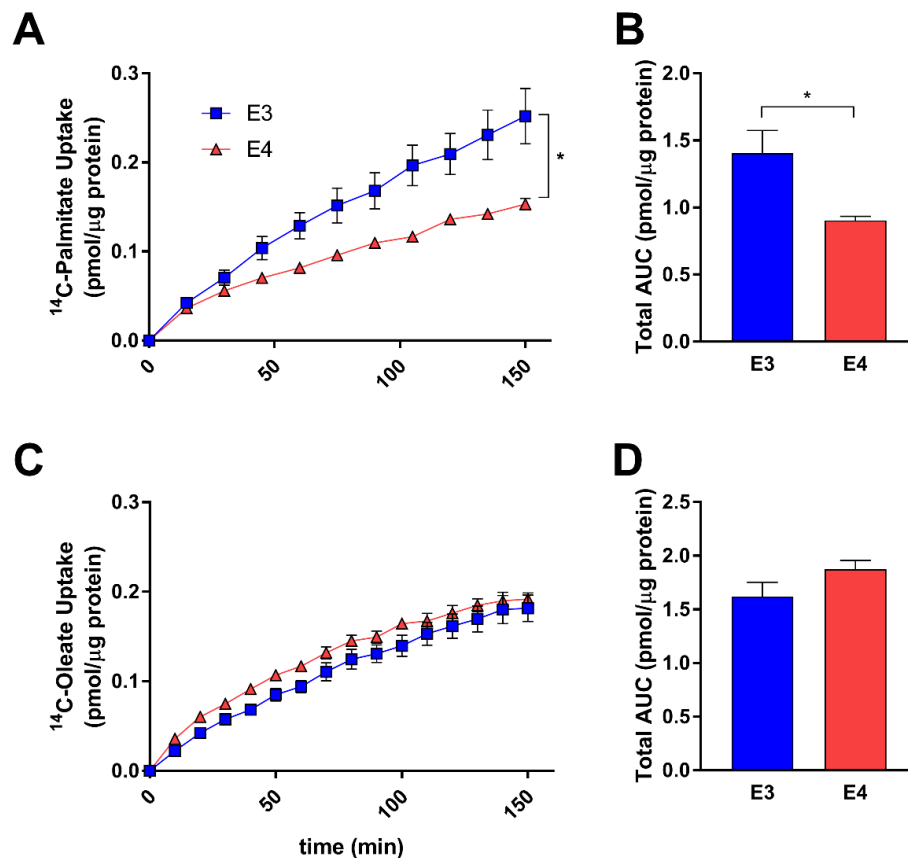 A
¹⁴C-Palmitate Uptake
(pmol/µg protein)
0.3
0.2
0.1
0.0
E3
E4
*
0
50
100
150
B
Total AUC (pmol/µg protein)
2.0
1.5
1.0
0.5
0.0
*
E3
E4
C
¹⁴C-Oleate Uptake
(pmol/µg protein)
0.3
0.2
0.1
0.0
0
50
100
150
time (min)
D
Total AUC (pmol/µg protein)
2.5
2.0
1.5
1.0
0.5
0.0
E3
E4